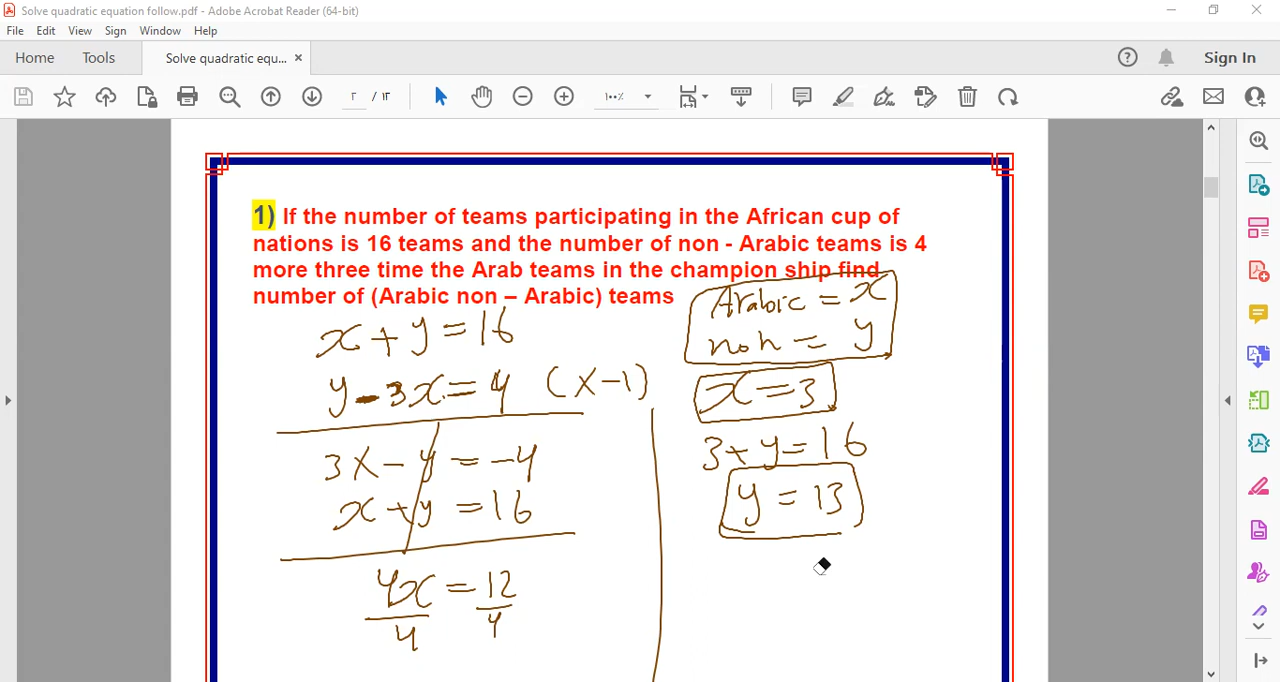 Solve quadratic equation follow.pdf - Adobe Acrobat Reader (64-bit)
File Edit View Sign Window Help
Home Tools Solve quadratic equ... × Sign In
٢ / ١٣ ١٠٠٪
1) If the number of teams participating in the African cup of
nations is 16 teams and the number of non - Arabic teams is 4
more three time the Arab teams in the champion ship find
number of (Arabic non – Arabic) teams
x + y = 16
y - 3x = 4 (x-1)
3x - y = -4
x + y = 16
4x = 12
4 4
Arabic = x
non = y
x = 3
3 + y = 16
y = 13